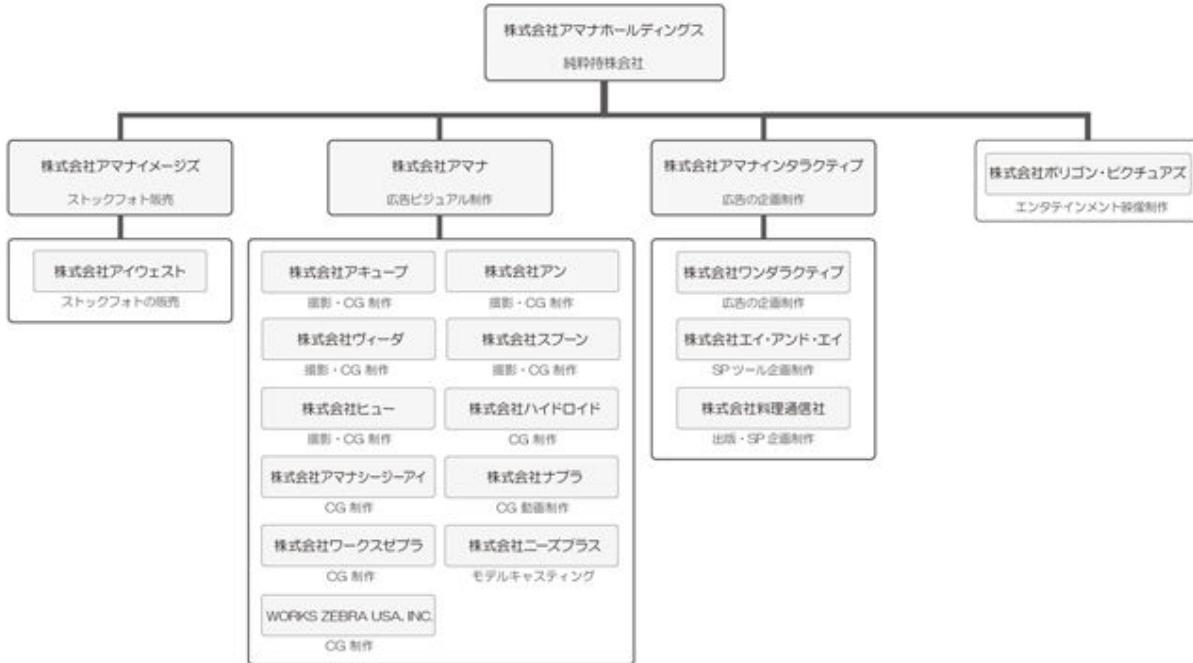 株式会社アマナホールディングス
純粋持株会社
株式会社アマナイメージズ
ストックフォト販売
株式会社アマナ
広告ビジュアル制作
株式会社アマナインタラクティブ
広告の企画制作
株式会社ポリゴン・ピクチュアズ
エンタテインメント映像制作
株式会社アイウェスト
ストックフォトの販売
株式会社アキューブ
撮影・CG 制作
株式会社アン
撮影・CG 制作
株式会社ヴィーダ
撮影・CG 制作
株式会社スプーン
撮影・CG 制作
株式会社ヒュー
撮影・CG 制作
株式会社ハイドロイド
CG 制作
株式会社アマナシージーアイ
CG 制作
株式会社ナブラ
CG 動画制作
株式会社ワークスゼブラ
CG 制作
株式会社ニーズプラス
モデルキャスティング
WORKS ZEBRA USA, INC.
CG 制作
株式会社ワンダラクティブ
広告の企画制作
株式会社エイ・アンド・エイ
SP ツール企画制作
株式会社料理通信社
出版・SP 企画制作